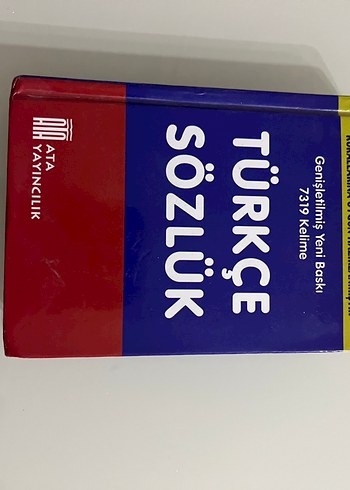 Genişletilmiş Yeni Baskı
7319 Kelime
TÜRKÇE
SÖZLÜK
ATA
YAYINCILIK